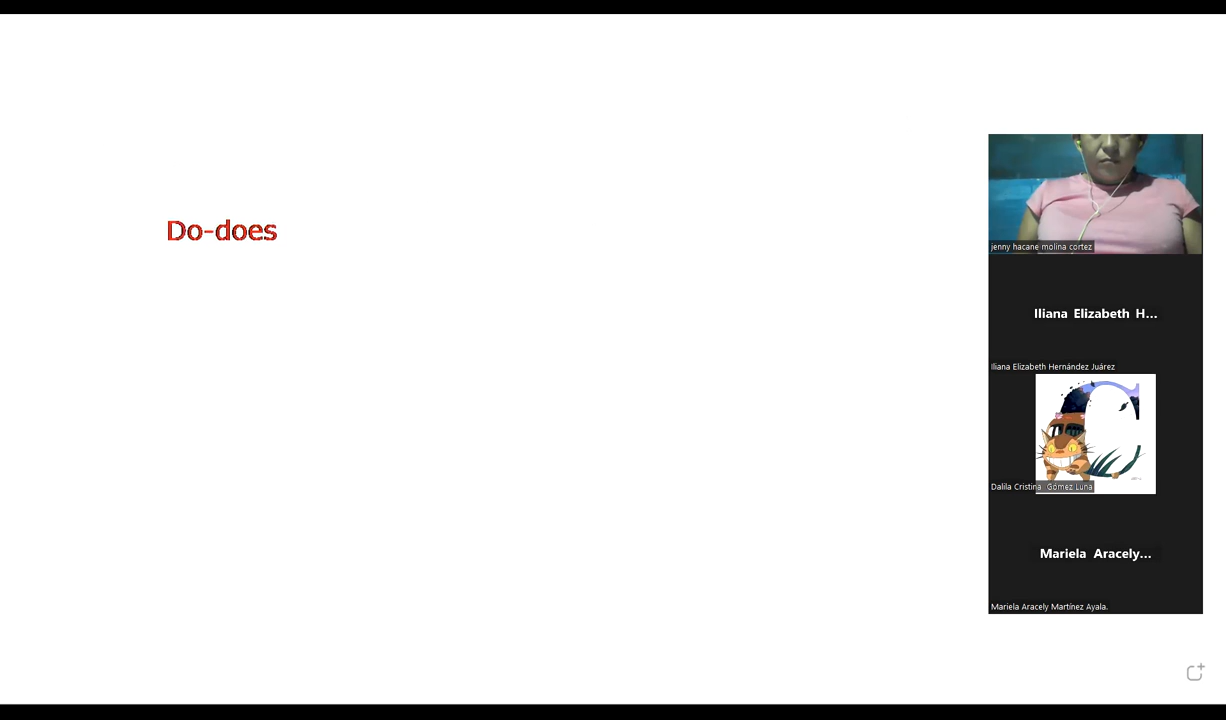 Do-does
jenny hacane molina cortez
Iliana Elizabeth H...
Iliana Elizabeth Hernández Juárez
Dalila Cristina Gómez Luna
Mariela Aracely...
Mariela Aracely Martínez Ayala.